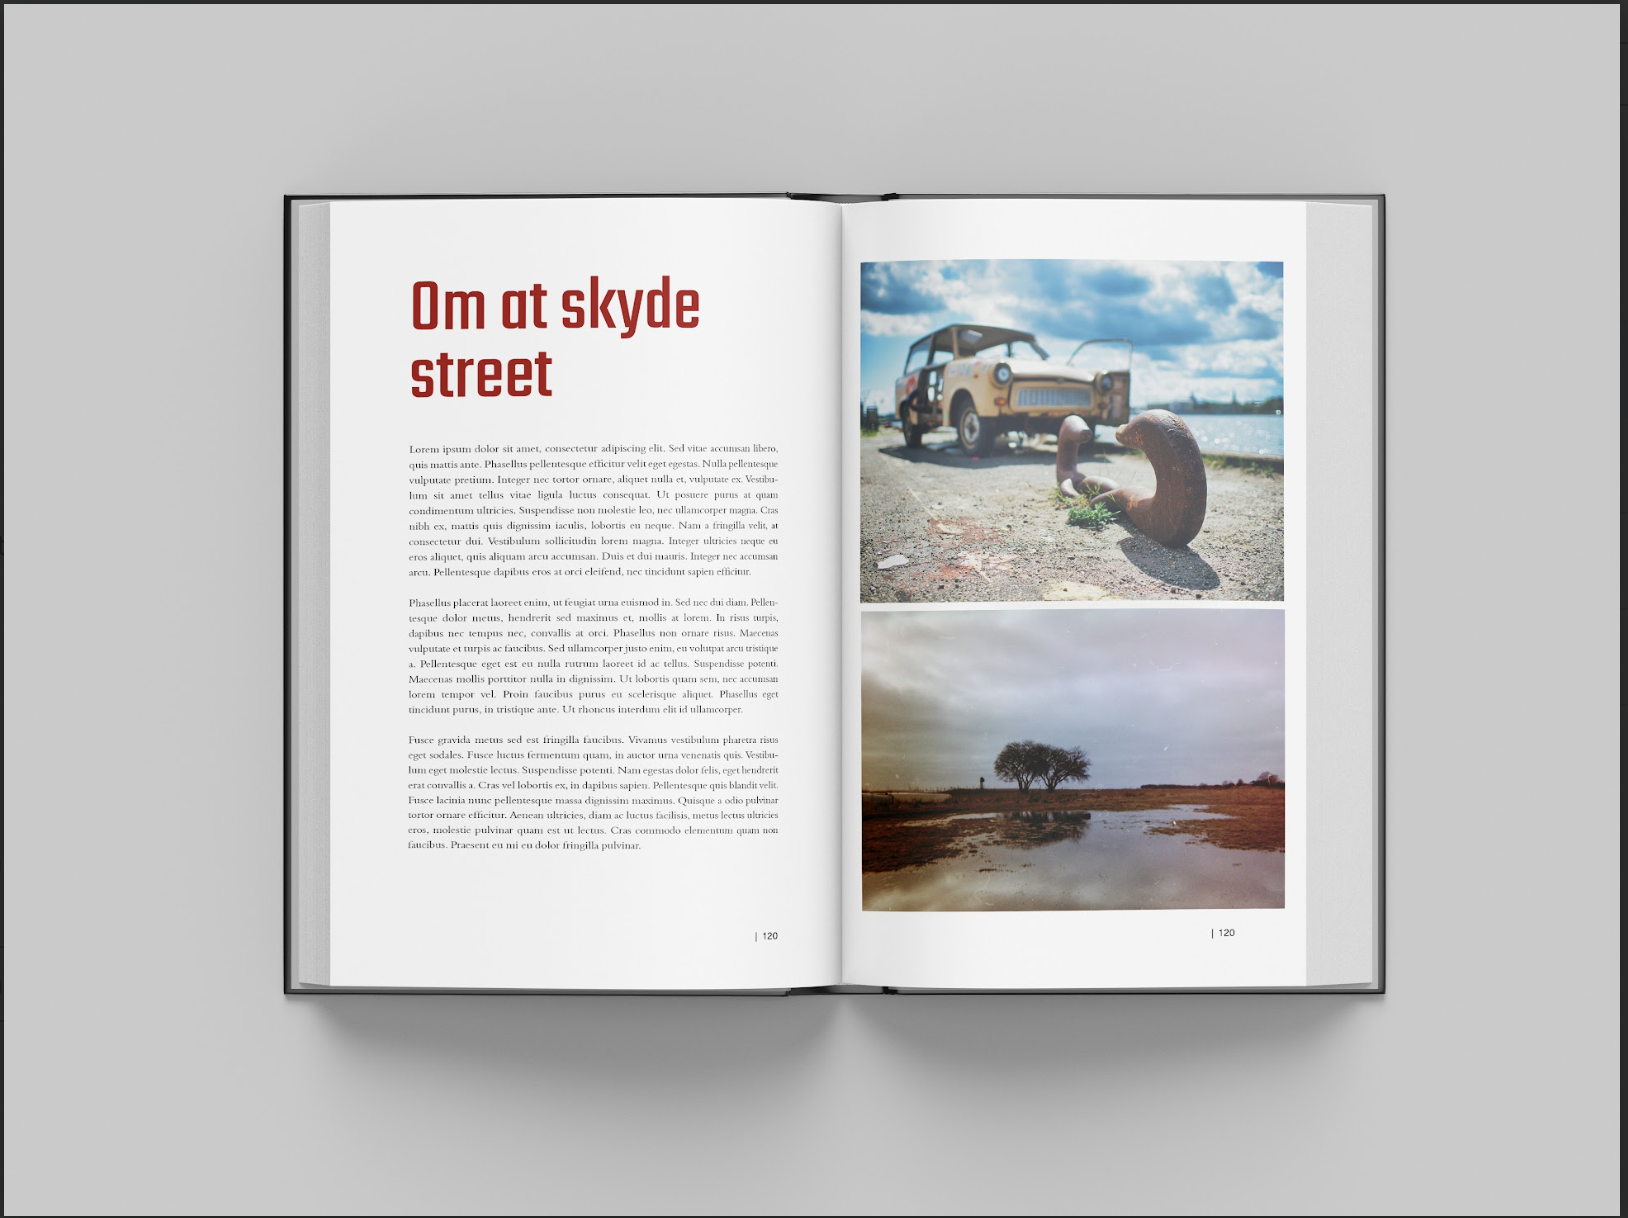 Om at skyde
street
Lorem ipsum dolor sit amet, consectetur adipiscing elit. Sed vitae accumsan libero,
quis mattis ante. Phasellus pellentesque efficitur velit eget egestas. Nulla pellentesque
vulputate pretium. Integer nec tortor ornare, aliquet nulla et, vulputate ex. Vestibu-
lum sit amet tellus vitae ligula luctus consequat. Ut posuere purus at quam
condimentum ultricies. Suspendisse non molestie leo, nec ullamcorper magna. Cras
nibh ex, mattis quis dignissim iaculis, lobortis eu neque. Nam a fringilla velit, at
consectetur dui. Vestibulum sollicitudin lorem magna. Integer ultricies neque eu
eros aliquet, quis aliquam arcu accumsan. Duis et dui mauris. Integer nec accumsan
arcu. Pellentesque dapibus eros at orci eleifend, nec tincidunt sapien efficitur.
Phasellus placerat laoreet enim, ut feugiat urna euismod in. Sed nec dui diam. Pellen-
tesque dolor metus, hendrerit sed maximus et, mollis at lorem. In risus turpis,
dapibus nec tempus nec, convallis at orci. Phasellus non ornare risus. Maecenas
vulputate et turpis ac faucibus. Sed ullamcorper justo enim, eu volutpat arcu tristique
a. Pellentesque eget est eu nulla rutrum laoreet id ac tellus. Suspendisse potenti.
Maecenas mollis porttitor nulla in dignissim. Ut lobortis quam sem, nec accumsan
lorem tempor vel. Proin faucibus purus eu scelerisque aliquet. Phasellus eget
tincidunt purus, in tristique ante. Ut rhoncus interdum elit id ullamcorper.
Fusce gravida metus sed est fringilla faucibus. Vivamus vestibulum pharetra risus
eget sodales. Fusce luctus fermentum quam, in auctor urna venenatis quis. Vestibu-
lum eget molestie lectus. Suspendisse potenti. Nam egestas dolor felis, eget hendrerit
erat convallis a. Cras vel lobortis ex, in dapibus sapien. Pellentesque quis blandit velit.
Fusce lacinia nunc pellentesque massa dignissim maximus. Quisque a odio pulvinar
tortor ornare efficitur. Aenean ultricies, diam ac luctus facilisis, metus lectus ultricies
eros, molestie pulvinar quam est ut lectus. Cras commodo elementum quam non
faucibus. Praesent eu mi eu dolor fringilla pulvinar.
| 120
| 120